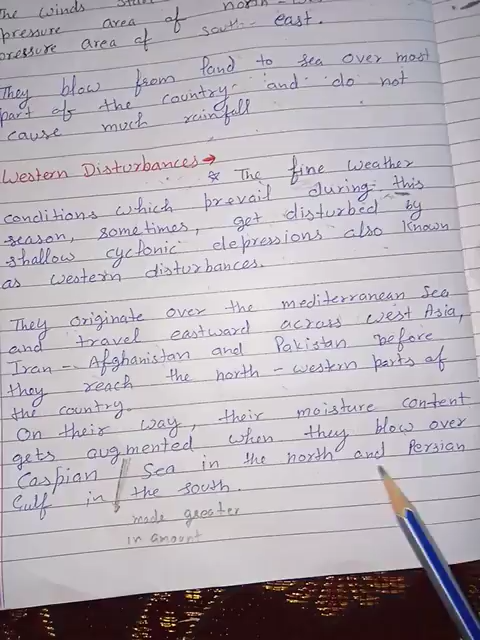 The winds
pressure area of north-
pressure area of south-east.
They blow from land to sea over most
part of the country and do not
cause much rainfall
Western Disturbances →
* The fine weather
conditions which prevail during this
season, sometimes, get disturbed by
shallow cyclonic depressions also known
as western disturbances.
They originate over the mediterranean Sea
and travel eastward across west Asia,
Iran - Afghanistan and Pakistan before
they reach the north-western parts of
the country.
On their way, their moisture content
gets augmented when they blow over
Caspian Sea in the north and Persian
Gulf in the south.
made greater
in amount